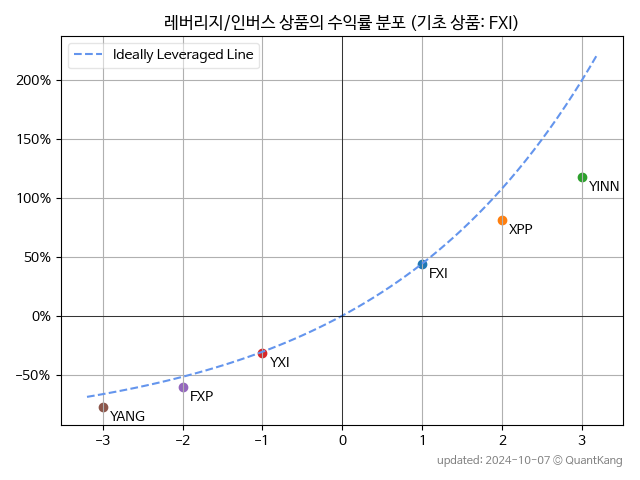 레버리지/인버스 상품의 수익률 분포 (기초 상품: FXI)
Ideally Leveraged Line
200%
150%
100%
50%
0%
−50%
YINN
XPP
FXI
YXI
FXP
YANG
−3 −2 −1 0 1 2 3
updated: 2024-10-07 © QuantKang